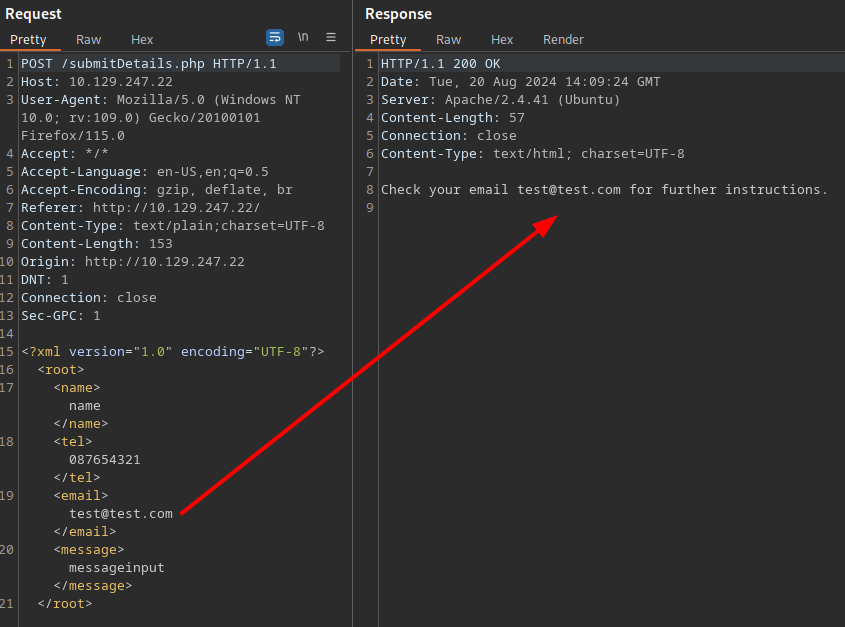 Request
Pretty Raw Hex \n
1 POST /submitDetails.php HTTP/1.1
2 Host: 10.129.247.22
3 User-Agent: Mozilla/5.0 (Windows NT
10.0; rv:109.0) Gecko/20100101
Firefox/115.0
4 Accept: */*
5 Accept-Language: en-US,en;q=0.5
6 Accept-Encoding: gzip, deflate, br
7 Referer: http://10.129.247.22/
8 Content-Type: text/plain;charset=UTF-8
9 Content-Length: 153
10 Origin: http://10.129.247.22
11 DNT: 1
12 Connection: close
13 Sec-GPC: 1
14
15 <?xml version="1.0" encoding="UTF-8"?>
16 <root>
17 <name>
name
</name>
18 <tel>
087654321
</tel>
19 <email>
test@test.com
</email>
20 <message>
messageinput
</message>
21 </root>
Response
Pretty Raw Hex Render
1 HTTP/1.1 200 OK
2 Date: Tue, 20 Aug 2024 14:09:24 GMT
3 Server: Apache/2.4.41 (Ubuntu)
4 Content-Length: 57
5 Connection: close
6 Content-Type: text/html; charset=UTF-8
7
8 Check your email test@test.com for further instructions.
9